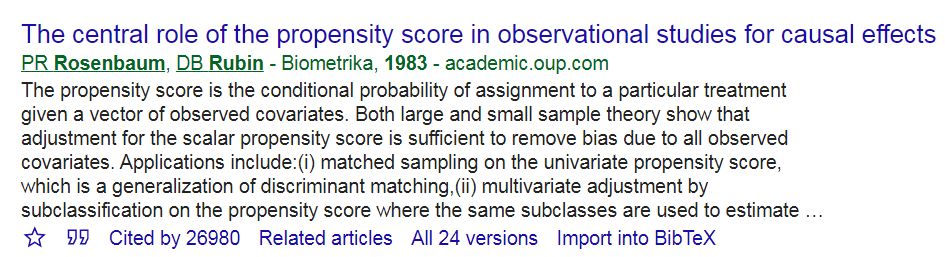 The central role of the propensity score in observational studies for causal effects
PR Rosenbaum, DB Rubin - Biometrika, 1983 - academic.oup.com
The propensity score is the conditional probability of assignment to a particular treatment
given a vector of observed covariates. Both large and small sample theory show that
adjustment for the scalar propensity score is sufficient to remove bias due to all observed
covariates. Applications include:(i) matched sampling on the univariate propensity score,
which is a generalization of discriminant matching,(ii) multivariate adjustment by
subclassification on the propensity score where the same subclasses are used to estimate …
Cited by 26980 Related articles All 24 versions Import into BibTeX